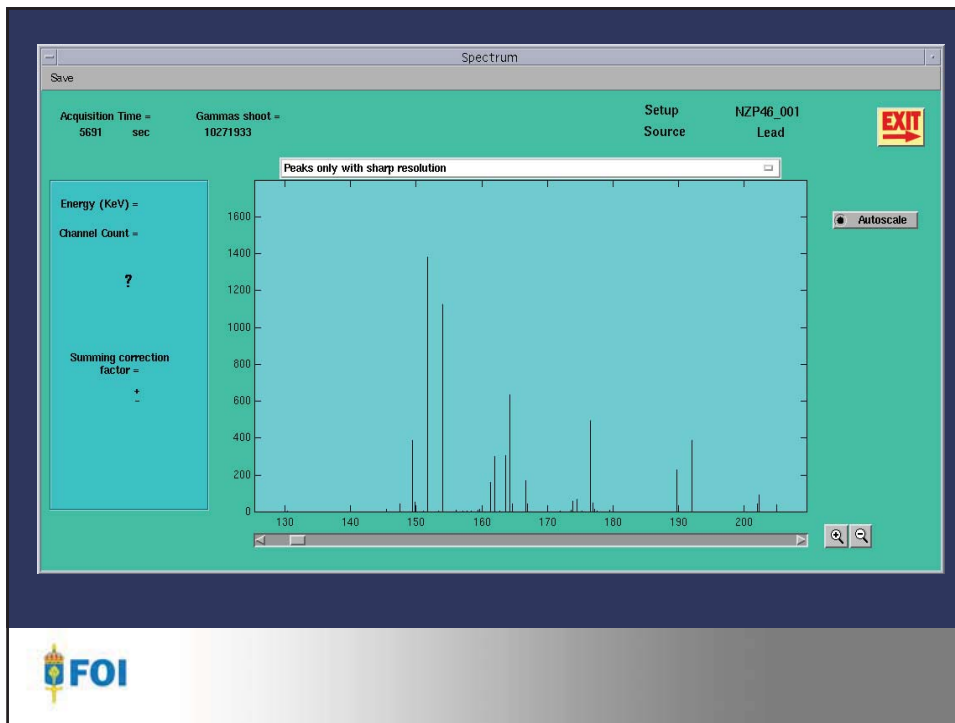 Spectrum
Save
Acquisition Time =
5691 sec
Gammas shoot =
10271933
Setup NZP46_001
Source Lead
EXIT
Peaks only with sharp resolution
Energy (KeV) =
Channel Count =
?
Summing correction
factor =
+
-
1600
1400
1200
1000
800
600
400
200
0
130 140 150 160 170 180 190 200
Autoscale
FOI